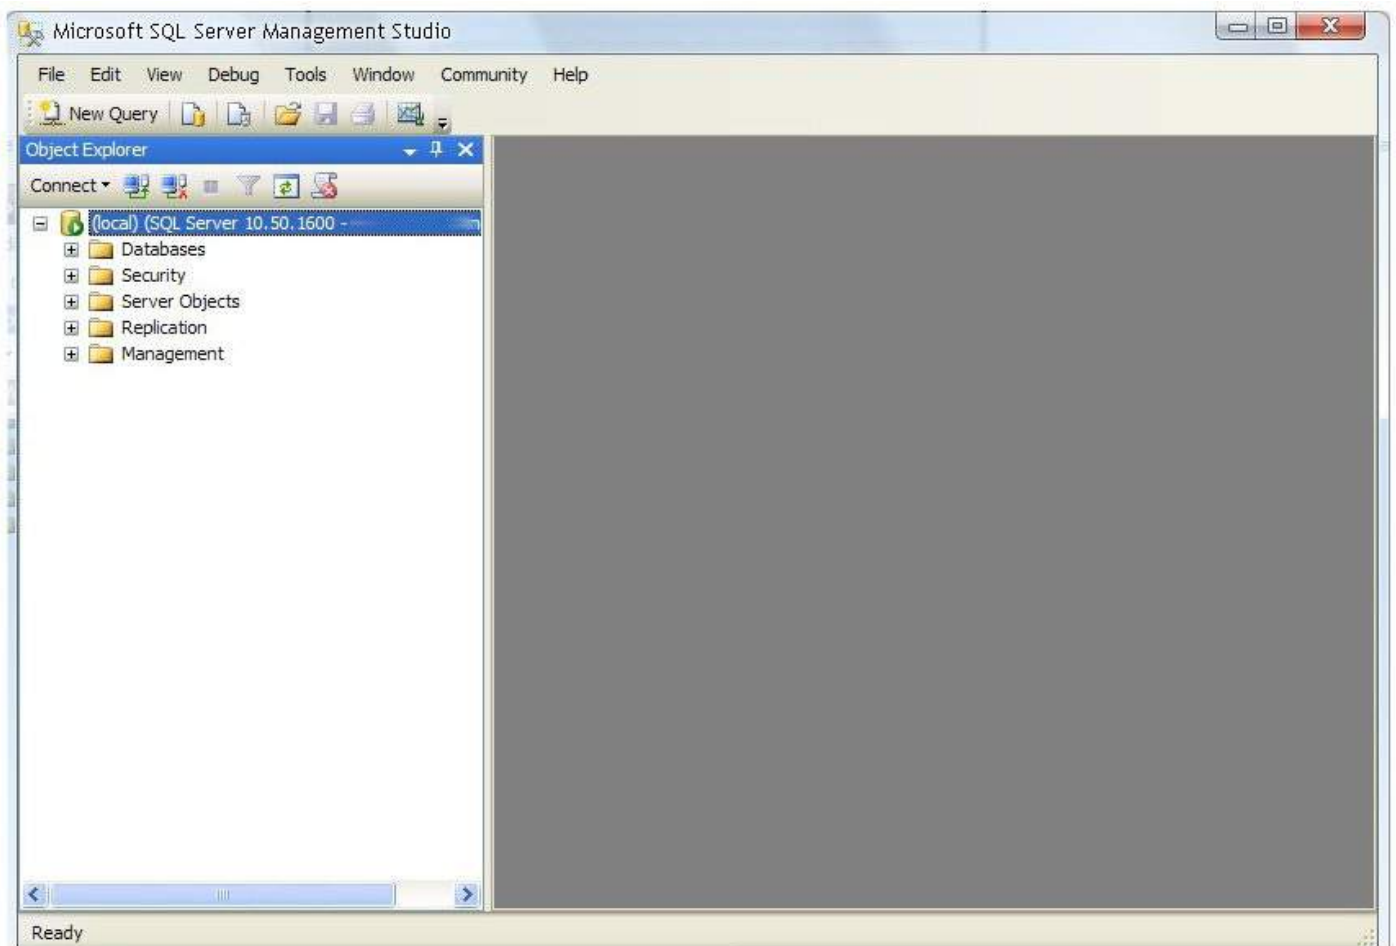 Microsoft SQL Server Management Studio
File Edit View Debug Tools Window Community Help
New Query
Object Explorer
Connect
(local) (SQL Server 10.50.1600 -
Databases
Security
Server Objects
Replication
Management
Ready